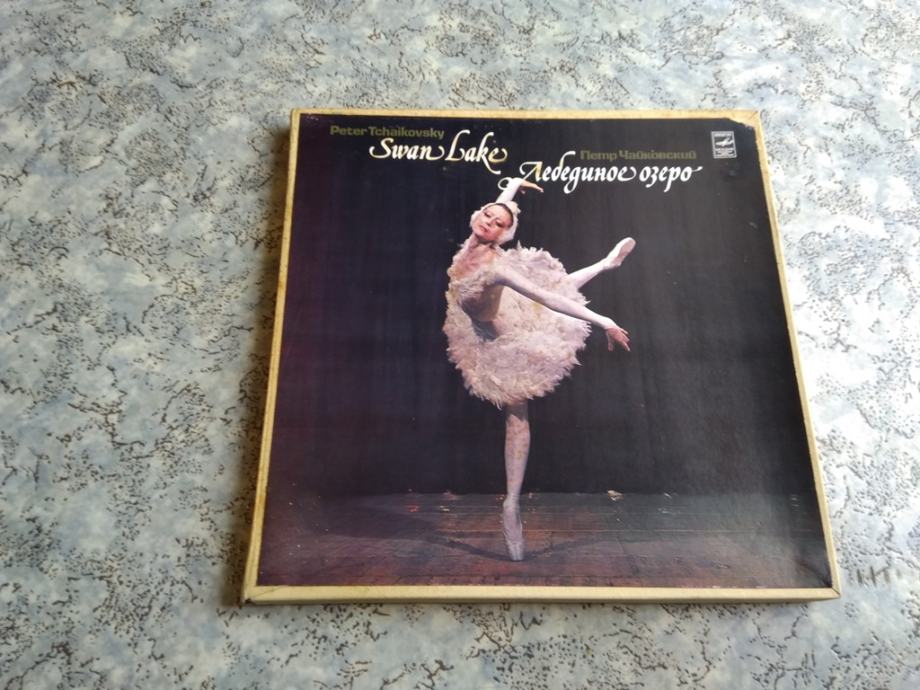 Peter Tchaikovsky
Swan Lake
Петр Чайковский
Лебединое озеро